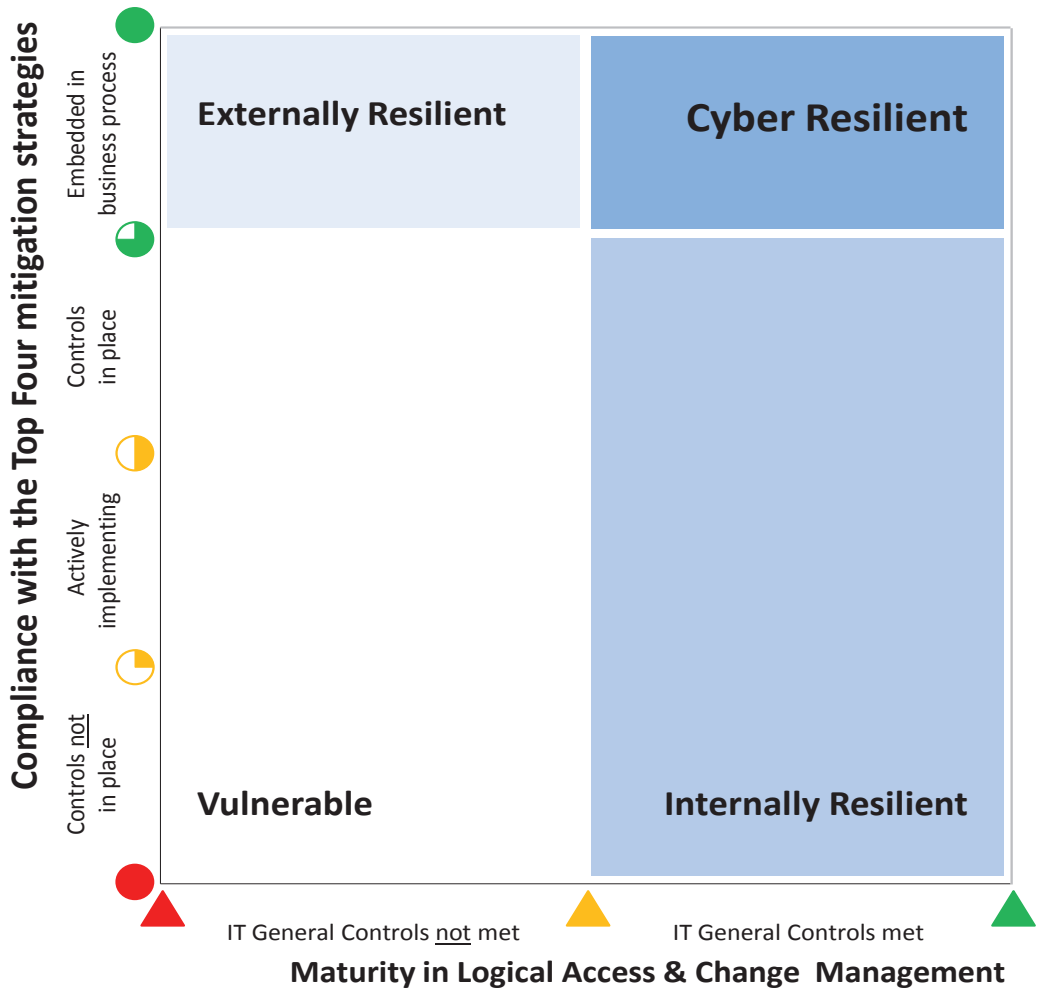 Compliance with the Top Four mitigation strategies
Embedded in
business process
Controls
in place
Actively
implementing
Controls not
in place
Externally Resilient
Cyber Resilient
Vulnerable
Internally Resilient
IT General Controls not met
IT General Controls met
Maturity in Logical Access & Change Management